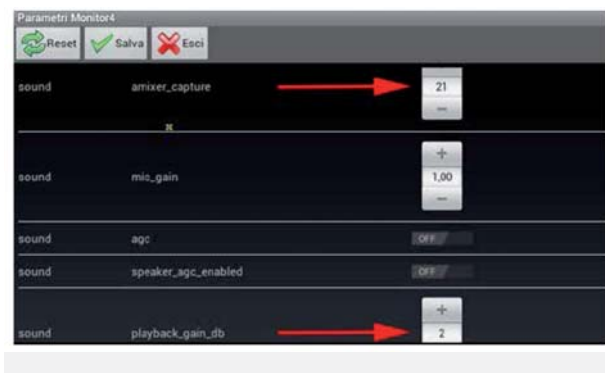 Parametri Monitor4
Reset Salva Esci
sound amixer_capture 21
sound mic_gain 1,00
sound agc OFF
sound speaker_agc_enabled OFF
sound playback_gain_db 2